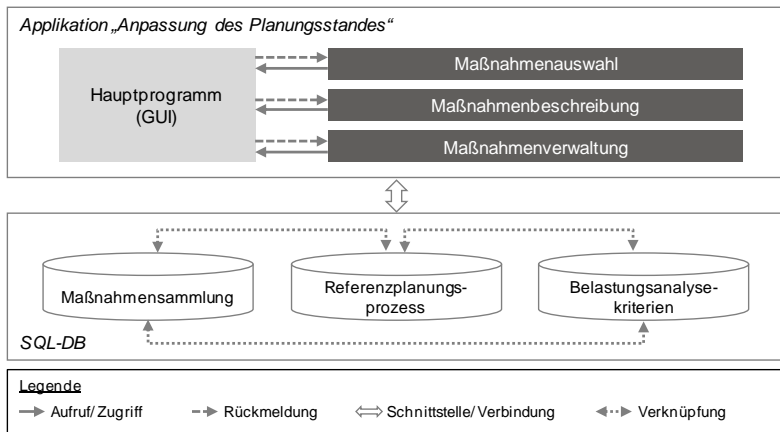 Applikation „Anpassung des Planungsstandes“
Hauptprogramm
(GUI)
Maßnahmenauswahl
Maßnahmenbeschreibung
Maßnahmenverwaltung
Maßnahmensammlung
Referenzplanungs-
prozess
Belastungsanalyse-
kriterien
SQL-DB
Legende
Aufruf/ Zugriff
Rückmeldung
Schnittstelle/ Verbindung
Verknüpfung